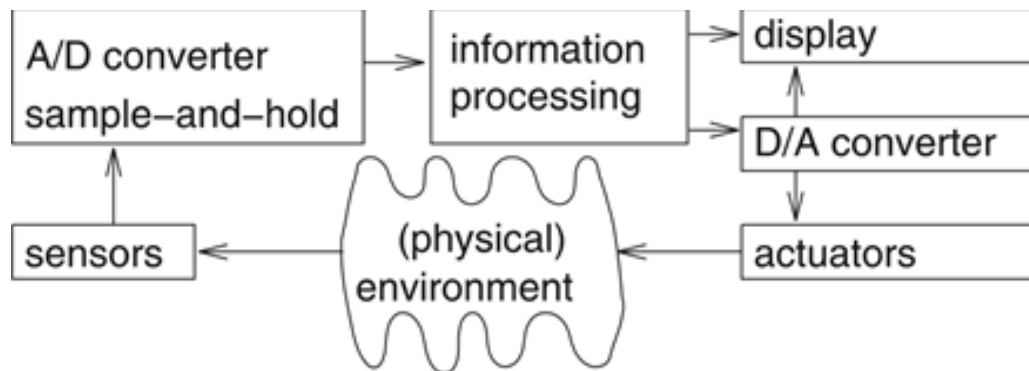 A/D converter
sample−and−hold
information
processing
display
D/A converter
sensors
(physical)
environment
actuators